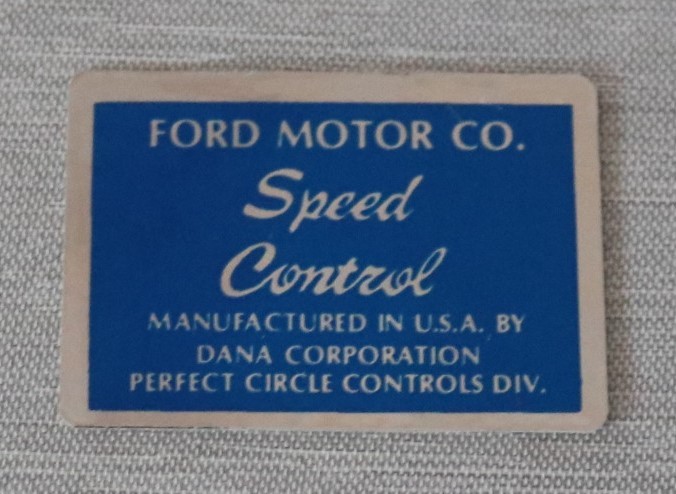 FORD MOTOR CO.
Speed
Control
MANUFACTURED IN U.S.A. BY
DANA CORPORATION
PERFECT CIRCLE CONTROLS DIV.